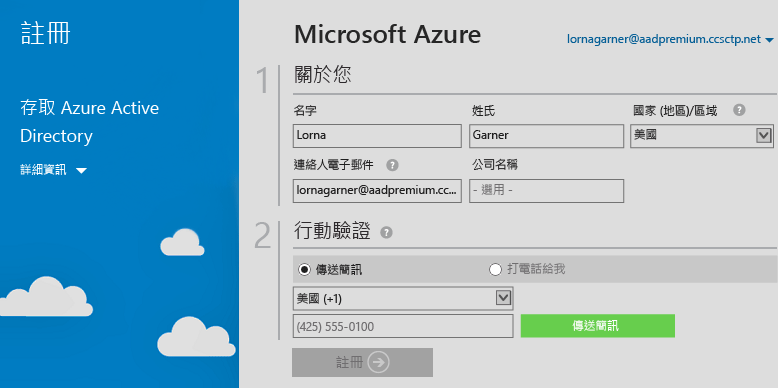 註冊
存取 Azure Active
Directory
詳細資訊
Microsoft Azure
lornagarner@aadpremium.ccsctp.net
1
關於您
名字
姓氏
國家 (地區)/區域 ?
Lorna
Garner
美國
連絡人電子郵件 ?
公司名稱
lornagarner@aadpremium.cc...
- 選用 -
2
行動驗證 ?
傳送簡訊
打電話給我
美國 (+1)
(425) 555-0100
傳送簡訊
註冊